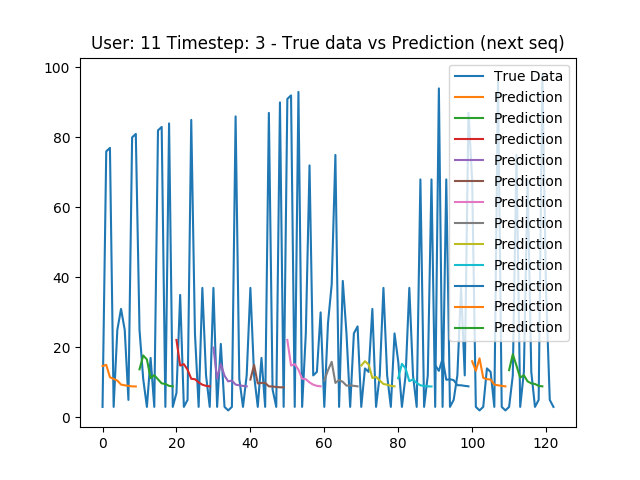 User: 11 Timestep: 3 - True data vs Prediction (next seq)
100
80
60
40
20
0
0 20 40 60 80 100 120
True Data
Prediction
Prediction
Prediction
Prediction
Prediction
Prediction
Prediction
Prediction
Prediction
Prediction
Prediction
Prediction